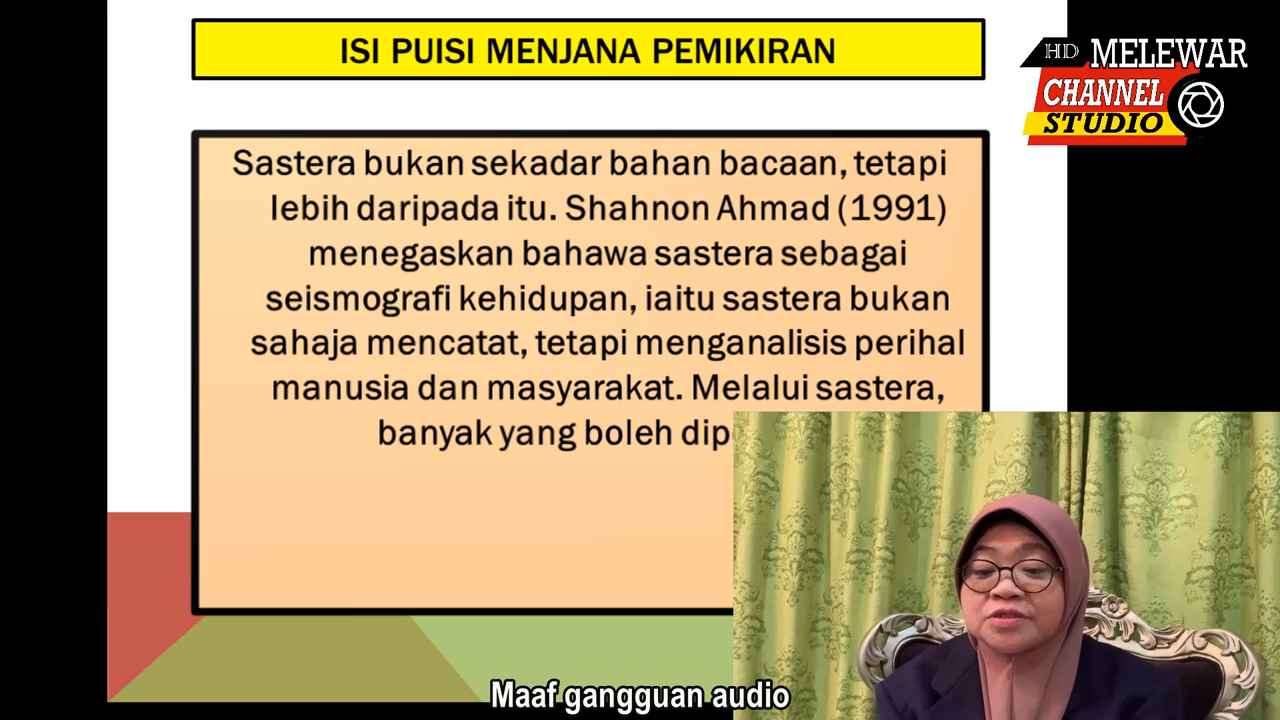 ISI PUISI MENJANA PEMIKIRAN
HD MELEWAR
CHANNEL
STUDIO
Sastera bukan sekadar bahan bacaan, tetapi
lebih daripada itu. Shahnon Ahmad (1991)
menegaskan bahawa sastera sebagai
seismografi kehidupan, iaitu sastera bukan
sahaja mencatat, tetapi menganalisis perihal
manusia dan masyarakat. Melalui sastera,
banyak yang boleh
Maaf gangguan audio